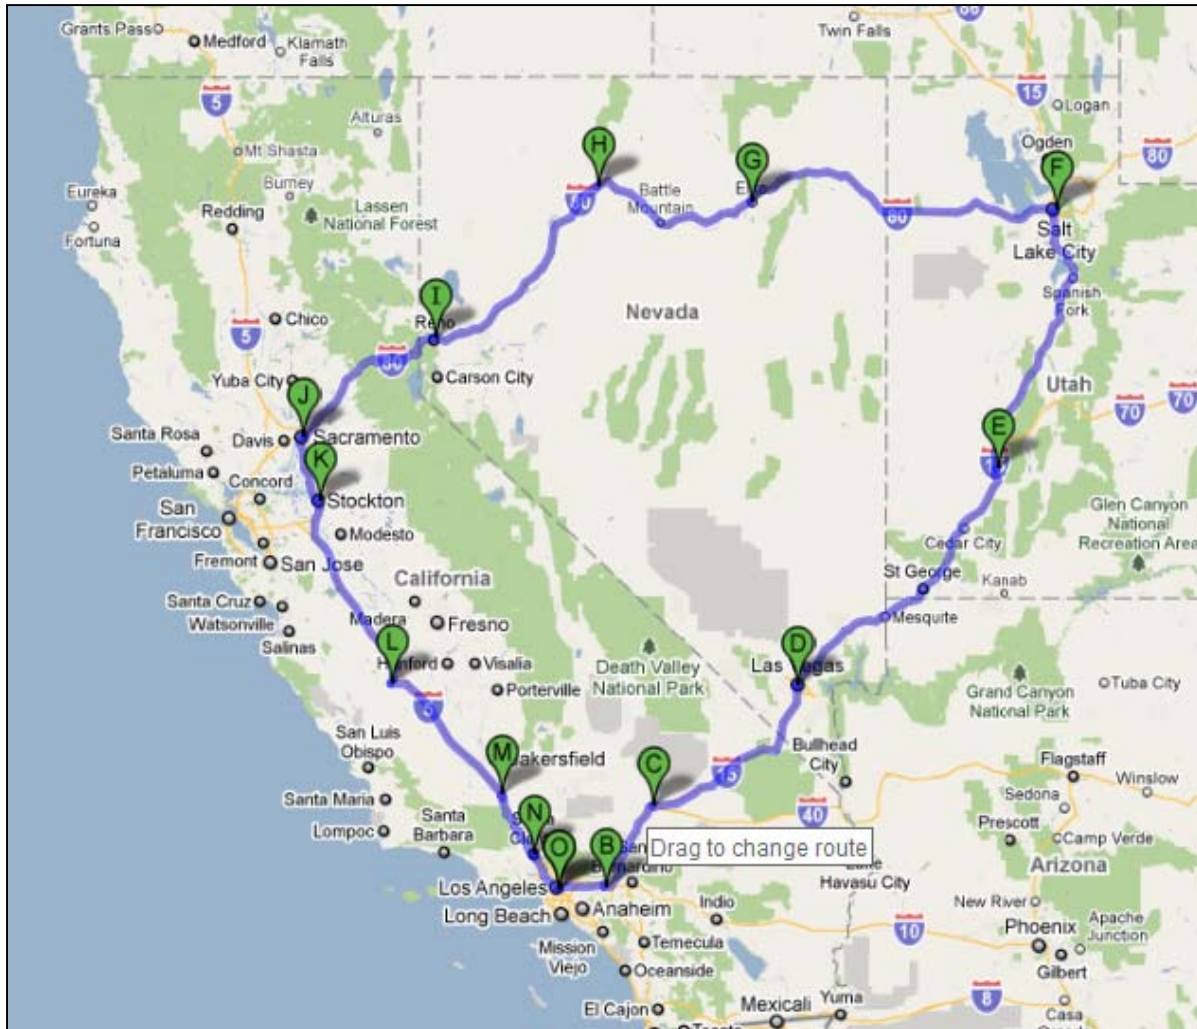 Grants Pass
Medford
Klamath
Falls
Twin Falls
5
15
Logan
Alturas
Mt Shasta
Ogden
80
H
G
F
Burney
Eureka
Redding
Lassen
National Forest
Battle
Mountain
80
Fortuna
Salt
Lake City
Spanish
Fork
I
Reno
Nevada
Chico
5
Yuba City
Carson City
Utah
J
70
70
Santa Rosa
Davis
Sacramento
E
Petaluma
K
Concord
Stockton
San
Francisco
Modesto
Glen Canyon
National
Recreation Area
Cedar City
Fremont
San Jose
California
St George
Kanab
Santa Cruz
Madera
Fresno
Watsonville
Mesquite
Salinas
L
D
Hanford
Visalia
Death Valley
National Park
Las Vegas
Porterville
Grand Canyon
National Park
Tuba City
5
San Luis
Obispo
M
C
15
Bullhead
City
Flagstaff
Winslow
Santa Maria
Sedona
40
Lompoc
Santa
Barbara
N
O
B
Drag to change route
Prescott
Camp Verde
Arizona
Havasu City
Los Angeles
Long Beach
Anaheim
Indio
New River
10
Phoenix
Apache
Junction
Mission
Viejo
Temecula
Gilbert
Oceanside
El Cajon
Mexicali
Yuma
8
Casa